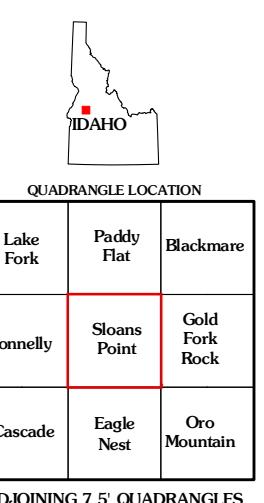 IDAHO
QUADRANGLE LOCATION
Lake
Fork
Paddy
Flat
Blackmare
onnelly
Sloans
Point
Gold
Fork
Rock
Cascade
Eagle
Nest
Oro
Mountain
DJOINING 7.5' QUADRANGLES